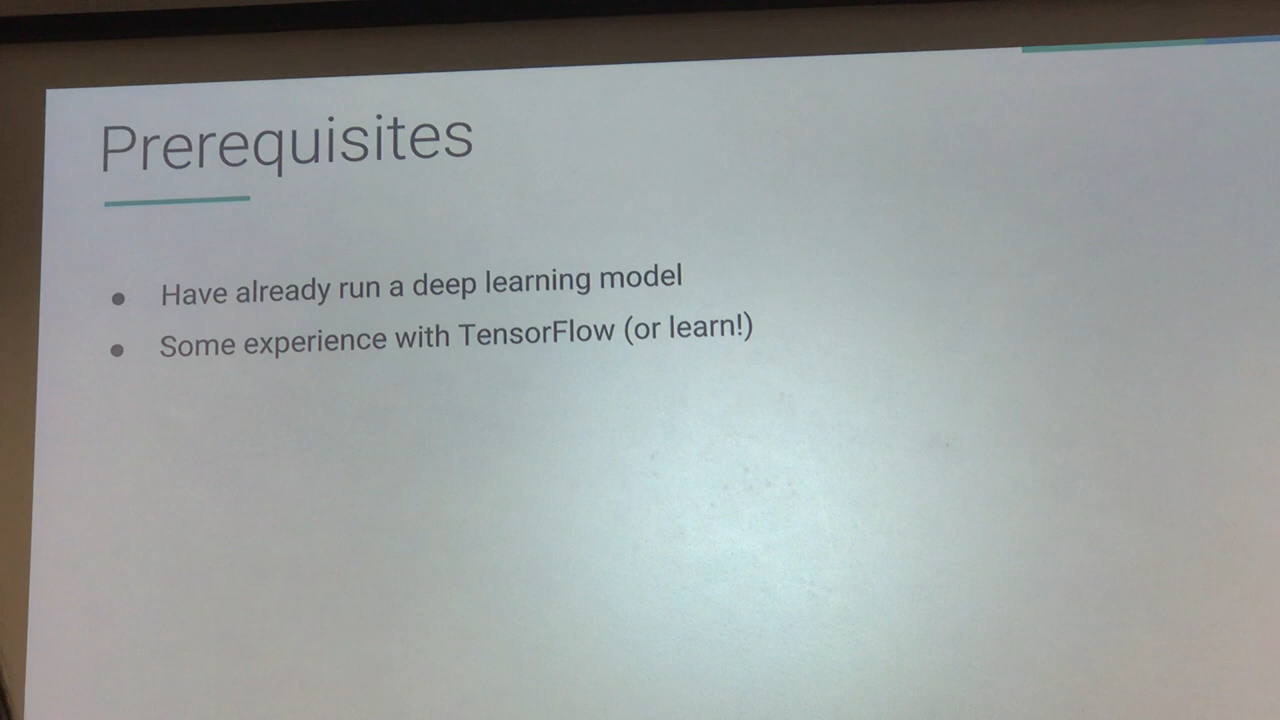 Prerequisites
● Have already run a deep learning model
● Some experience with TensorFlow (or learn!)